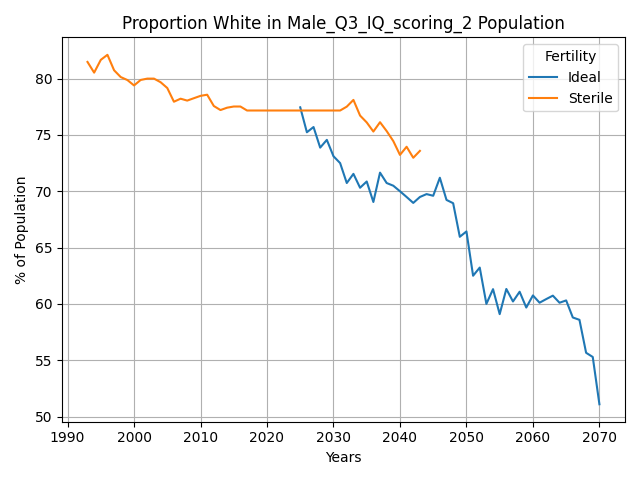 Proportion White in Male_Q3_IQ_scoring_2 Population
Fertility
Ideal
Sterile
% of Population
80
75
70
65
60
55
50
1990
2000
2010
2020
2030
2040
2050
2060
2070
Years